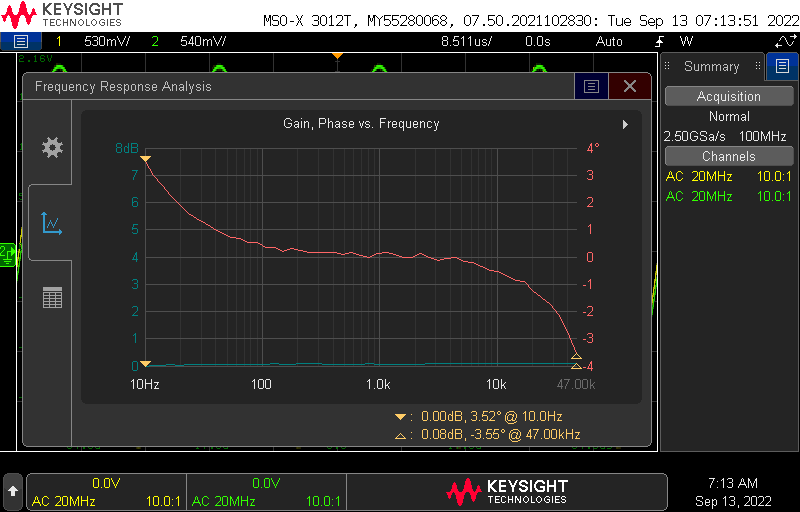 KEYSIGHT
TECHNOLOGIES
MSO-X 3012T, MY55280068, 07.50.2021102830: Tue Sep 13 07:13:51 2022
1 530mV/ 2 540mV/ 8.511us/ 0.0s Auto W
2.16V
Frequency Response Analysis
Summary
Acquisition
Normal
2.50GSa/s 100MHz
Channels
AC 20MHz 10.0:1
AC 20MHz 10.0:1
Gain, Phase vs. Frequency
8dB 4°
7 3
6 2
5 1
4 0
3 -1
2 -2
1 -3
0 -4
10Hz 100 1.0k 10k 47.00k
: 0.00dB, 3.52° @ 10.0Hz
: 0.08dB, -3.55° @ 47.00kHz
2
0.0V
AC 20MHz 10.0:1
0.0V
AC 20MHz 10.0:1
KEYSIGHT
TECHNOLOGIES
7:13 AM
Sep 13, 2022